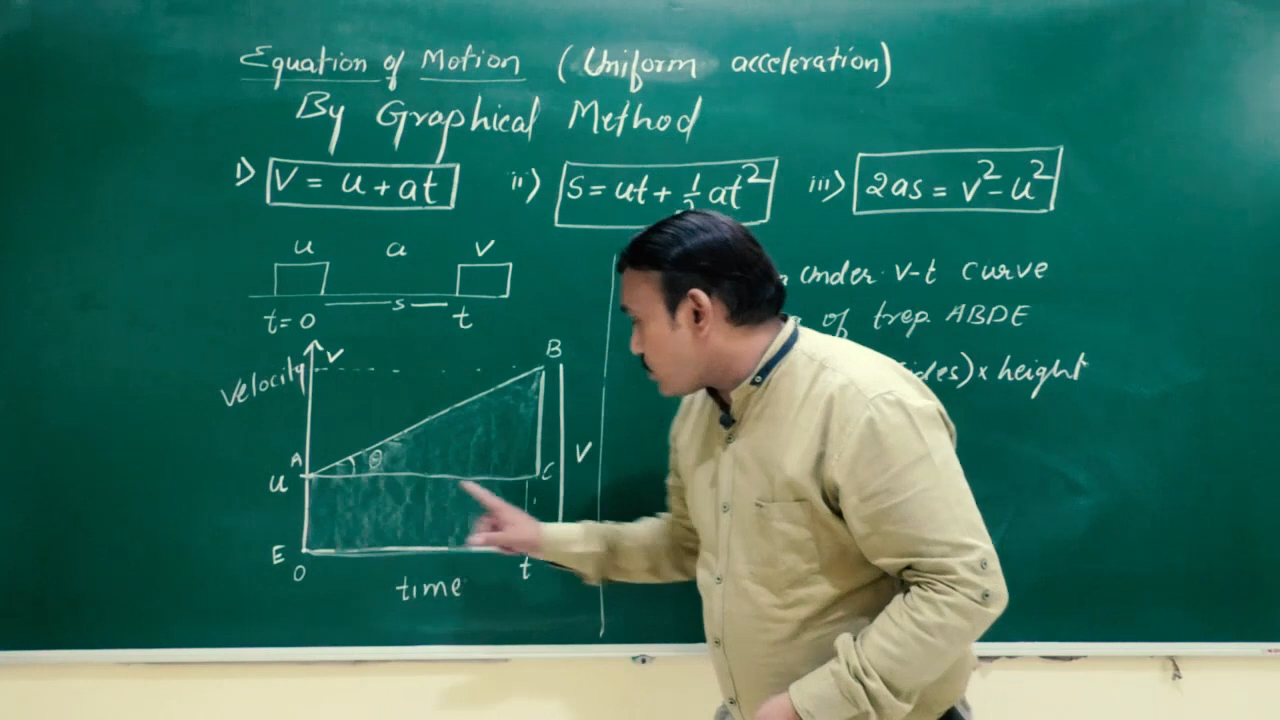 Equation of Motion (Uniform acceleration)
By Graphical Method
i) V = u + at
ii) S = ut + ½ at²
iii) 2as = v² - u²
u a v
s
t = 0 t
under v-t curve
of trep. ABDE
sides) x height
V
B
Velocity
A
θ
C
V
u
E
0
t
time